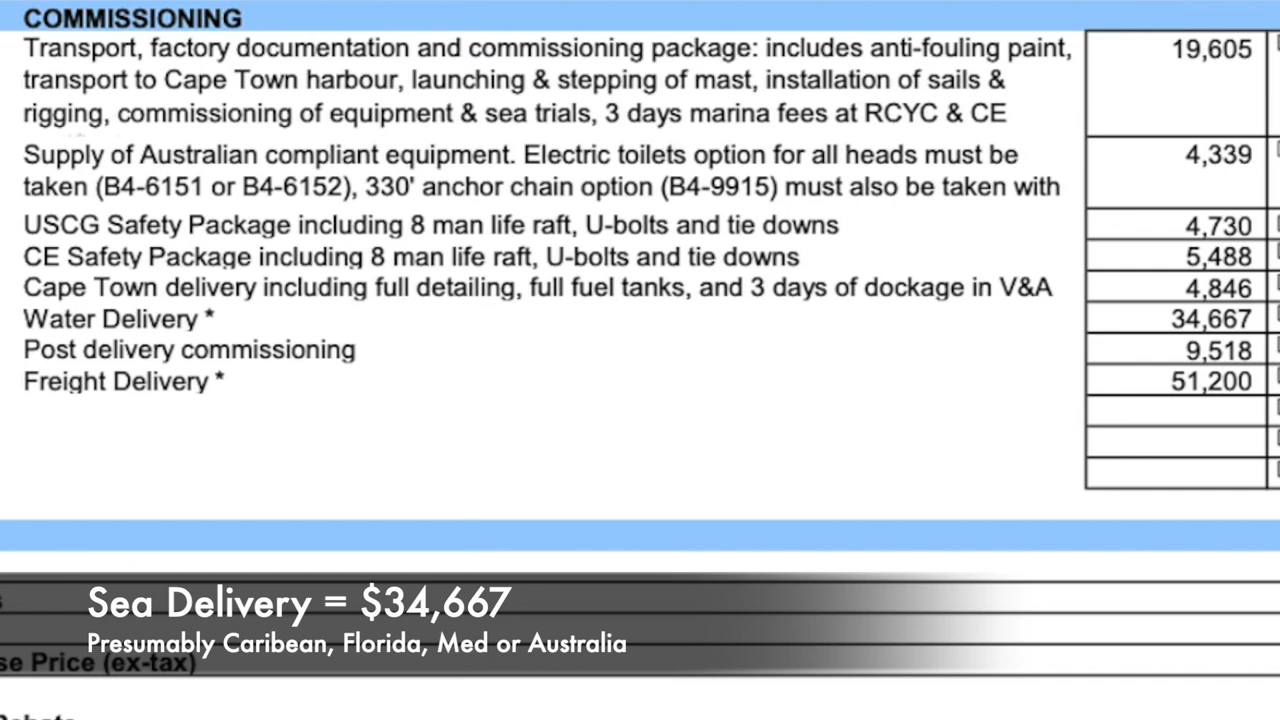 COMMISSIONING
Transport, factory documentation and commissioning package: includes anti-fouling paint, 19,605
transport to Cape Town harbour, launching & stepping of mast, installation of sails &
rigging, commissioning of equipment & sea trials, 3 days marina fees at RCYC & CE
Supply of Australian compliant equipment. Electric toilets option for all heads must be 4,339
taken (B4-6151 or B4-6152), 330' anchor chain option (B4-9915) must also be taken with
USCG Safety Package including 8 man life raft, U-bolts and tie downs 4,730
CE Safety Package including 8 man life raft, U-bolts and tie downs 5,488
Cape Town delivery including full detailing, full fuel tanks, and 3 days of dockage in V&A 4,846
Water Delivery * 34,667
Post delivery commissioning 9,518
Freight Delivery * 51,200
Sea Delivery = $34,667
Presumably Caribean, Florida, Med or Australia
se Price (ex-tax)